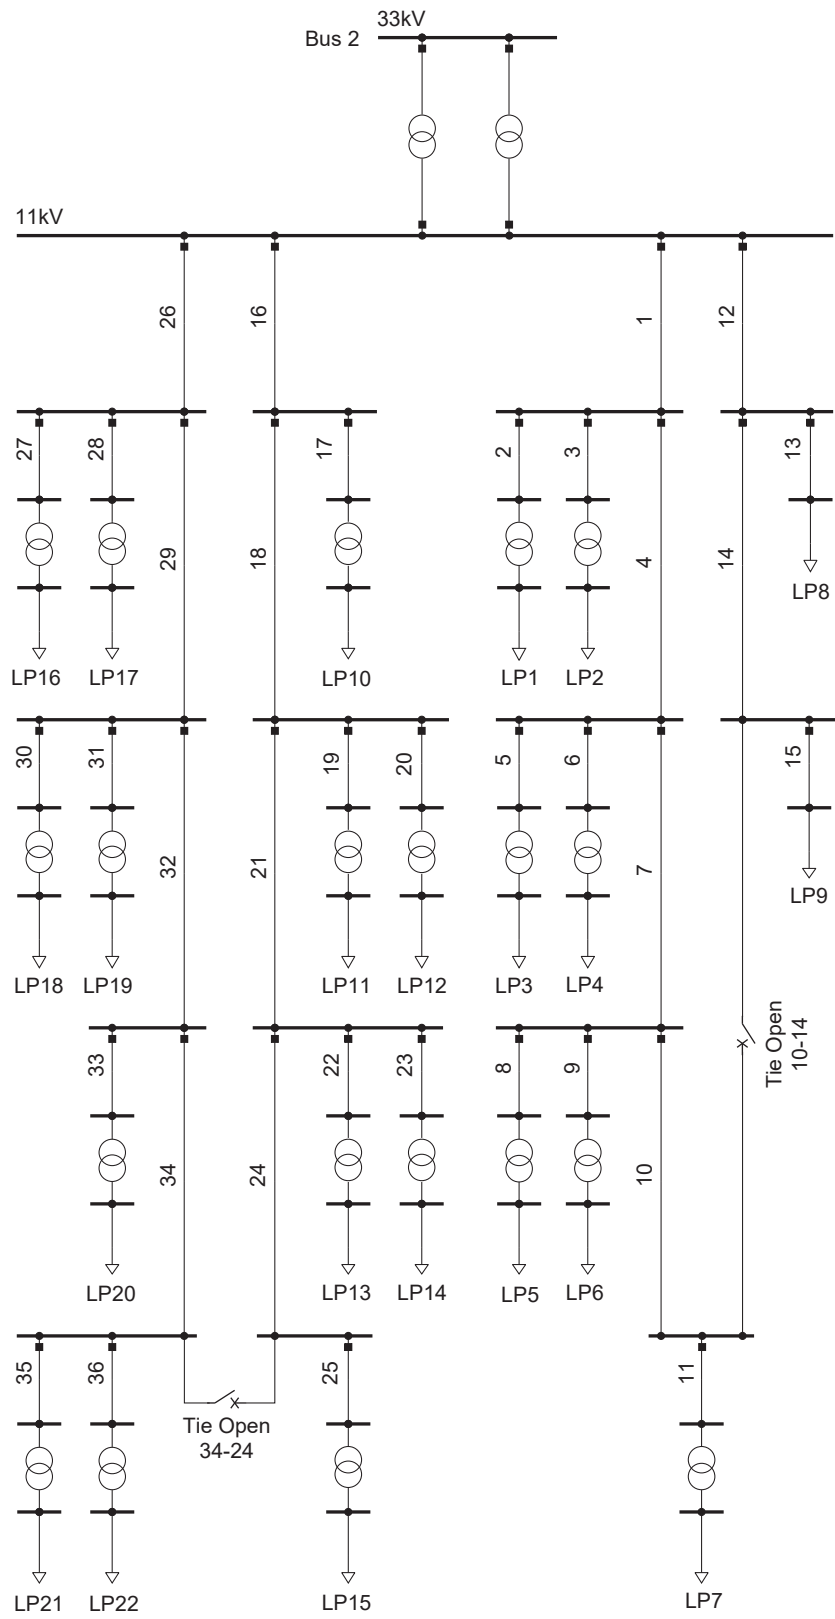 33kV
Bus 2
11kV
26
16
1
12
27
28
17
2
3
13
29
18
4
14
LP8
LP16
LP17
LP10
LP1
LP2
30
31
19
20
5
6
15
32
21
7
LP9
LP18
LP19
LP11
LP12
LP3
LP4
Tie Open
10-14
33
22
23
8
9
34
24
10
LP20
LP13
LP14
LP5
LP6
35
36
25
11
Tie Open
34-24
LP21
LP22
LP15
LP7